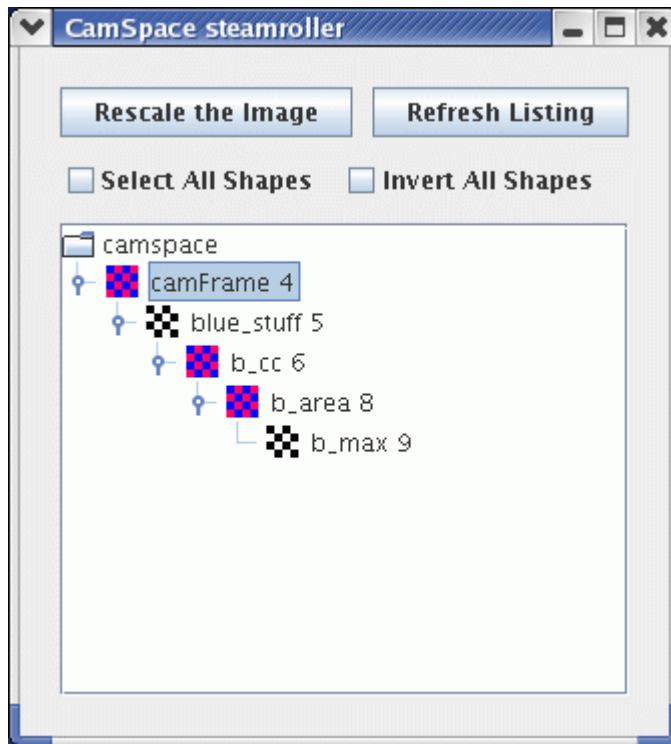 CamSpace steamroller
Rescale the Image Refresh Listing
Select All Shapes Invert All Shapes
camspace
camFrame 4
blue_stuff 5
b_cc 6
b_area 8
b_max 9